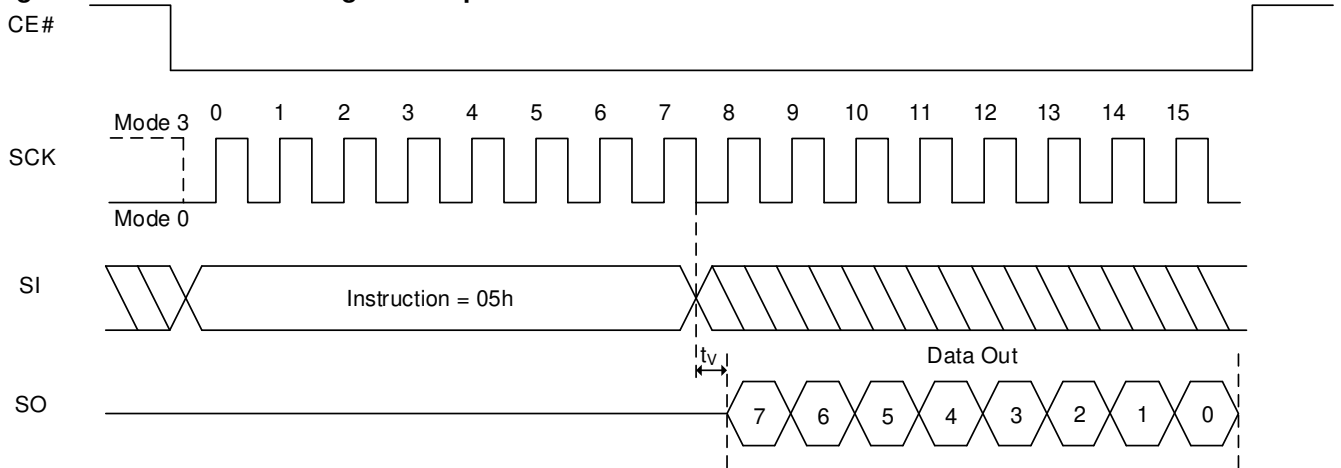 CE#
0 1 2 3 4 5 6 7 8 9 10 11 12 13 14 15
Mode 3
SCK
Mode 0
SI
Instruction = 05h
tV
Data Out
SO
7 6 5 4 3 2 1 0